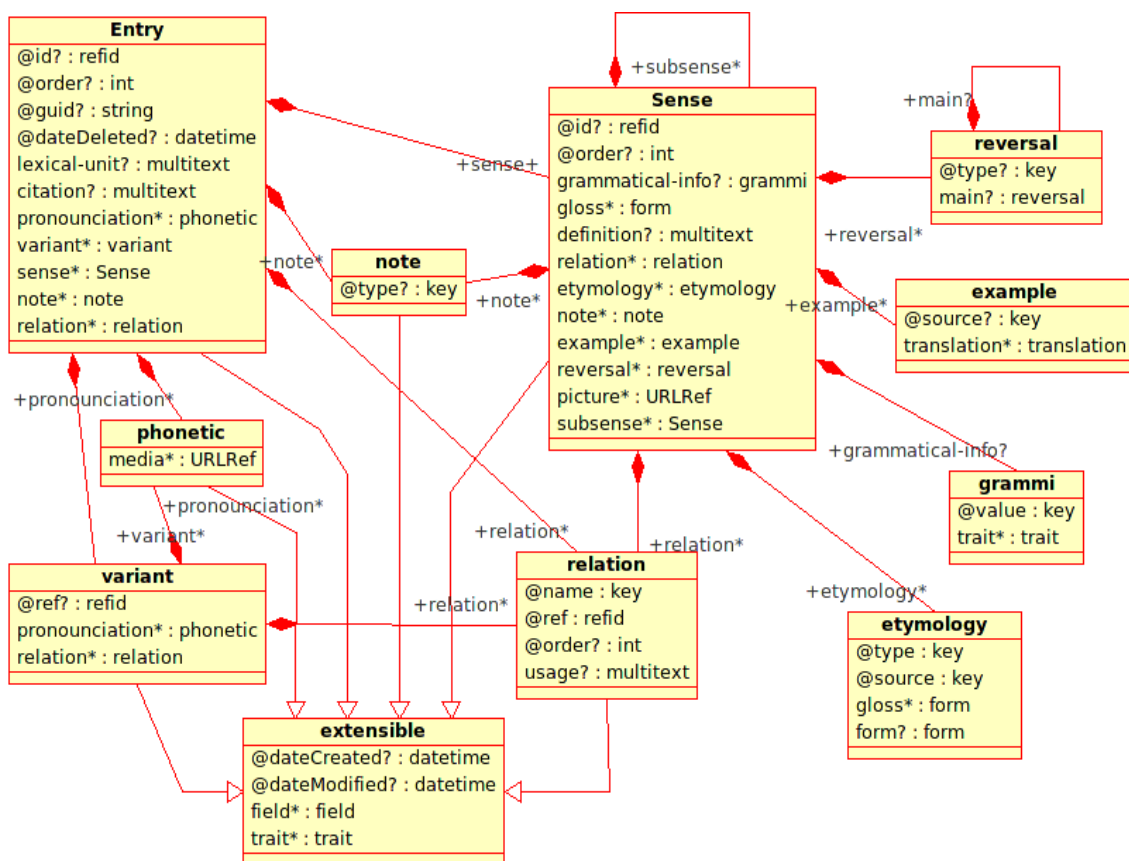 Entry
@id? : refid
@order? : int
@guid? : string
@dateDeleted? : datetime
lexical-unit? : multitext
citation? : multitext
pronounciation* : phonetic
variant* : variant
sense* : Sense
note* : note
relation* : relation
+subsense*
Sense
@id? : refid
@order? : int
grammatical-info? : grammi
gloss* : form
definition? : multitext
relation* : relation
etymology* : etymology
note* : note
example* : example
reversal* : reversal
picture* : URLRef
subsense* : Sense
+main?
reversal
@type? : key
main? : reversal
+sense+
+reversal*
+note*
note
@type? : key
+note*
+example*
example
@source? : key
translation* : translation
+pronounciation*
phonetic
media* : URLRef
+pronounciation*
+variant*
+grammatical-info?
grammi
@value : key
trait* : trait
+relation*
+relation*
variant
@ref? : refid
pronounciation* : phonetic
relation* : relation
+relation*
relation
@name : key
@ref : refid
@order? : int
usage? : multitext
+etymology*
etymology
@type : key
@source : key
gloss* : form
form? : form
extensible
@dateCreated? : datetime
@dateModified? : datetime
field* : field
trait* : trait